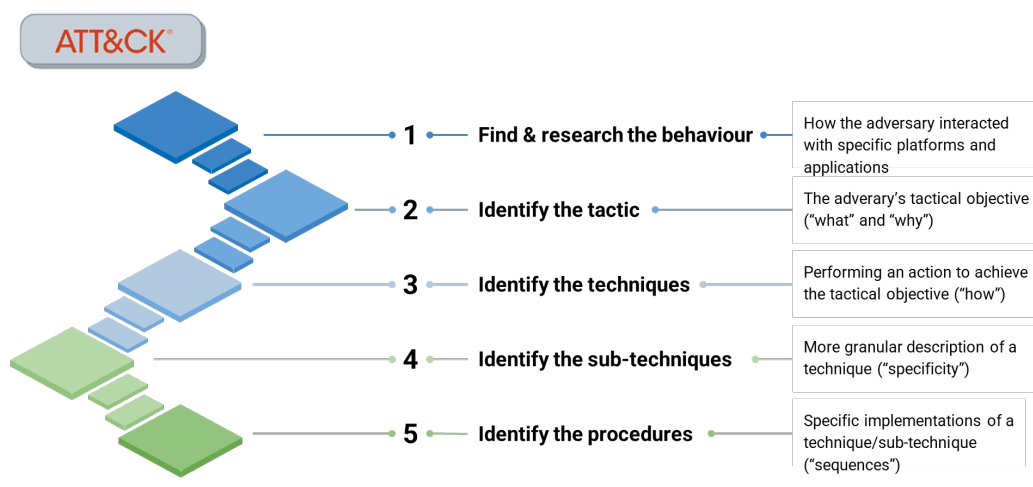 ATT&CK®
1
Find & research the behaviour
How the adversary interacted
with specific platforms and
applications
2
Identify the tactic
The adverary’s tactical objective
(“what” and “why”)
3
Identify the techniques
Performing an action to achieve
the tactical objective (“how”)
4
Identify the sub-techniques
More granular description of a
technique (“specificity”)
5
Identify the procedures
Specific implementations of a
technique/sub-technique
(“sequences”)